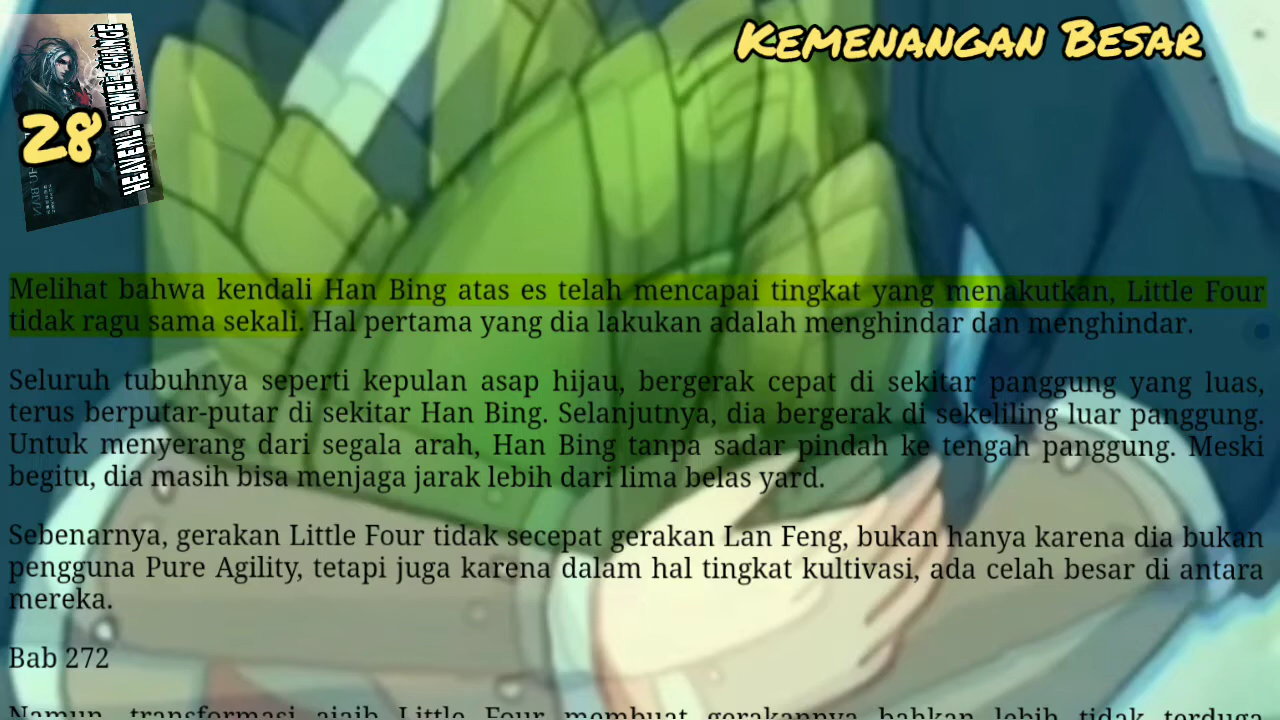 Kemenangan Besar
28
HEAVENLY JEWEL CHANGE
Melihat bahwa kendali Han Bing atas es telah mencapai tingkat yang menakutkan, Little Four
tidak ragu sama sekali. Hal pertama yang dia lakukan adalah menghindar dan menghindar.
Seluruh tubuhnya seperti kepulan asap hijau, bergerak cepat di sekitar panggung yang luas,
terus berputar-putar di sekitar Han Bing. Selanjutnya, dia bergerak di sekeliling luar panggung.
Untuk menyerang dari segala arah, Han Bing tanpa sadar pindah ke tengah panggung. Meski
begitu, dia masih bisa menjaga jarak lebih dari lima belas yard.
Sebenarnya, gerakan Little Four tidak secepat gerakan Lan Feng, bukan hanya karena dia bukan
pengguna Pure Agility, tetapi juga karena dalam hal tingkat kultivasi, ada celah besar di antara
mereka.
Bab 272
Namun, transformasi ajaib Little Four membuat gerakannya bahkan lebih tidak terduga